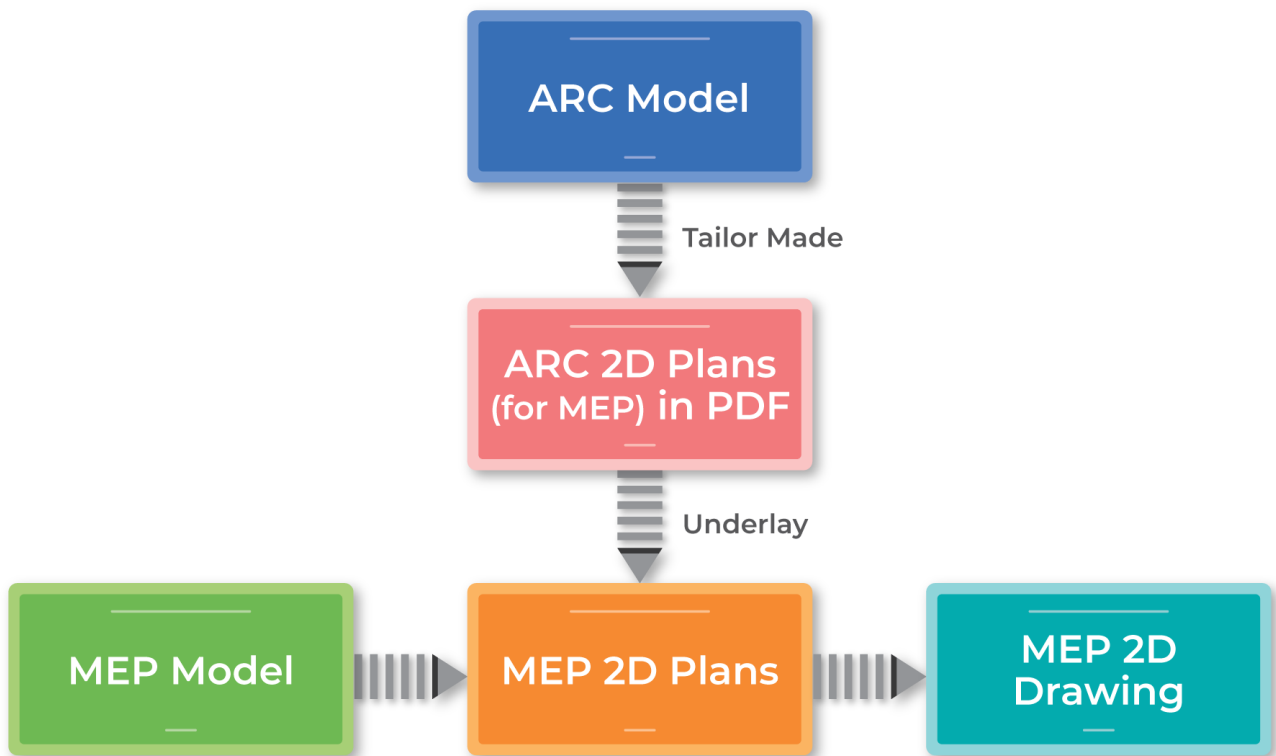 ARC Model
Tailor Made
ARC 2D Plans
(for MEP) in PDF
Underlay
MEP Model
MEP 2D Plans
MEP 2D
Drawing